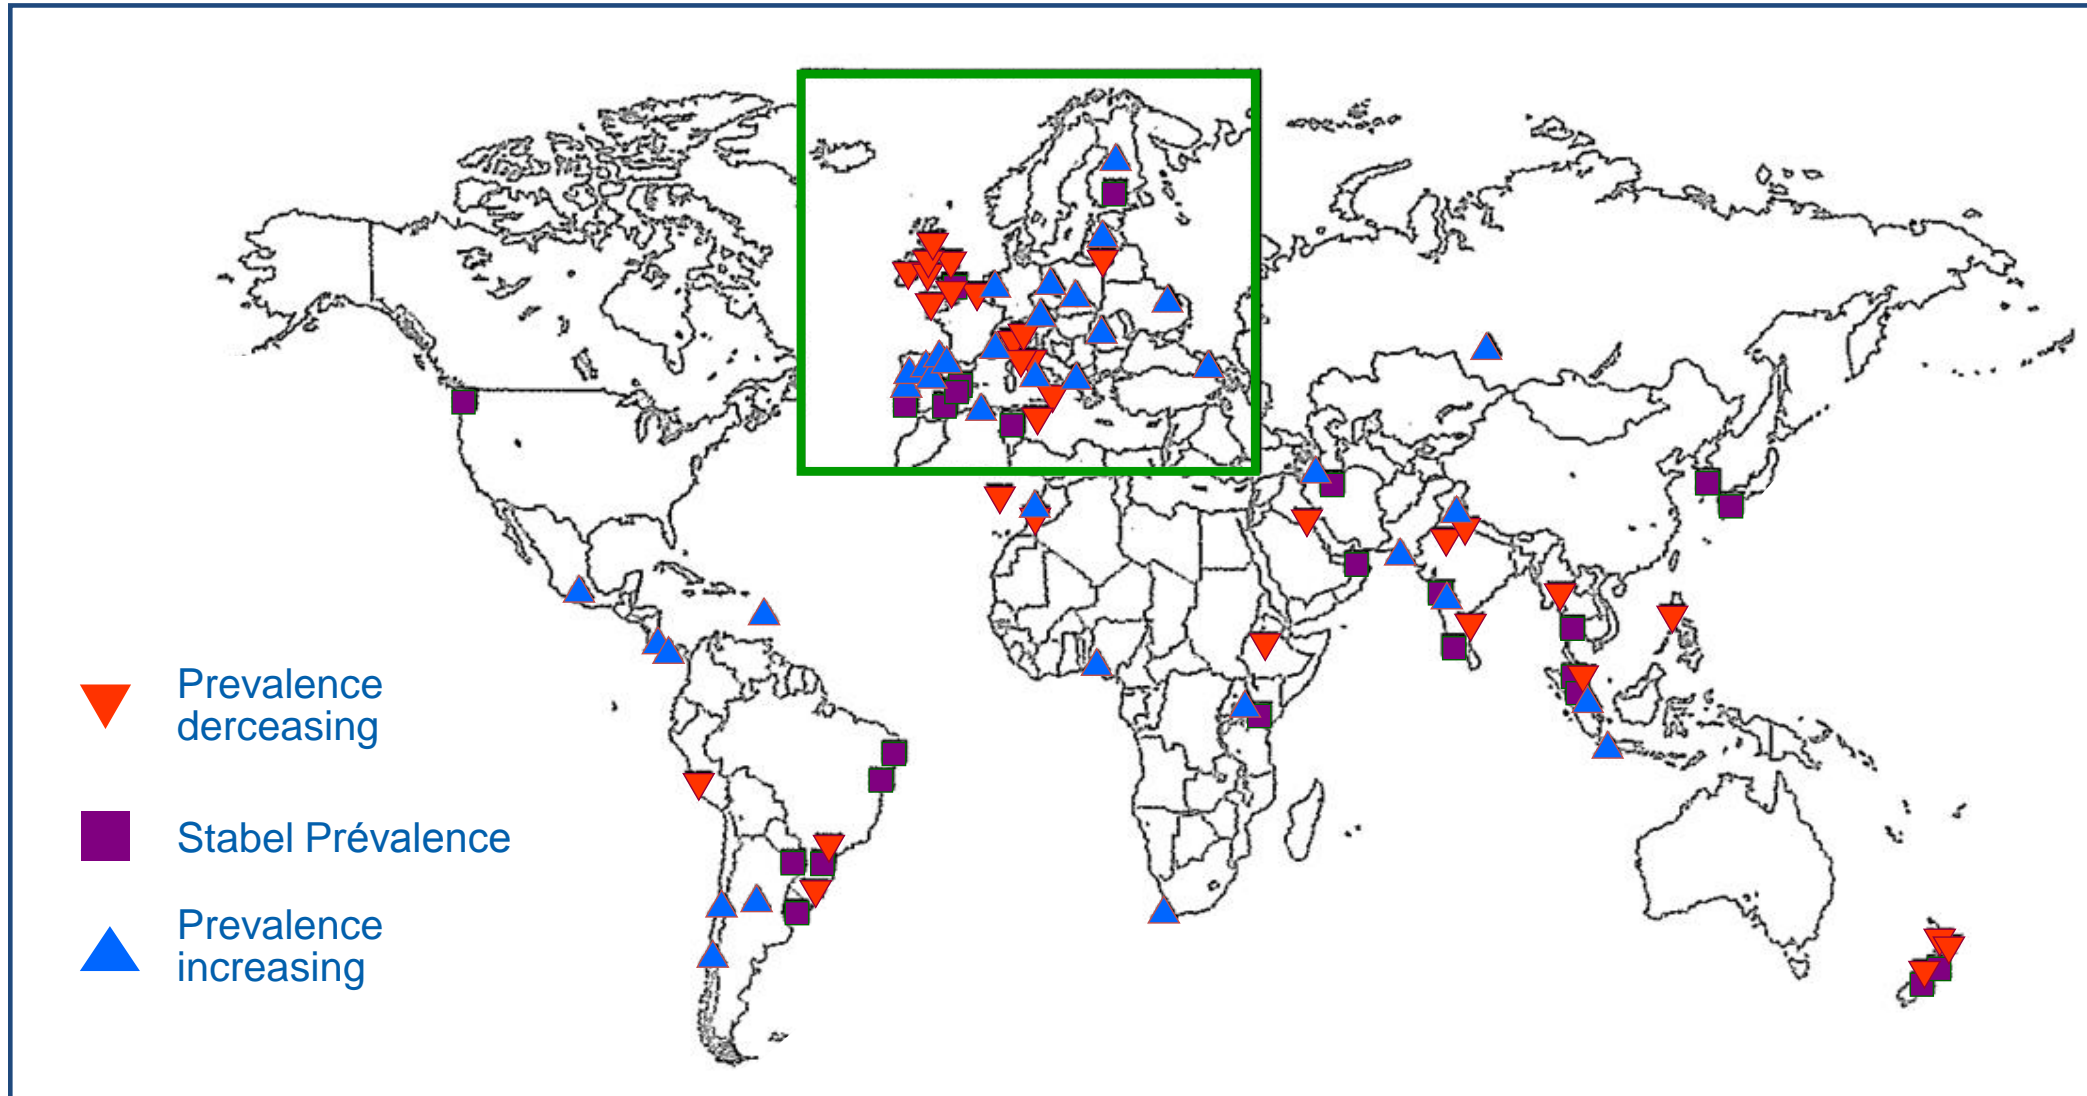 Prevalence
derceasing
Stabel Prévalence
Prevalence
increasing